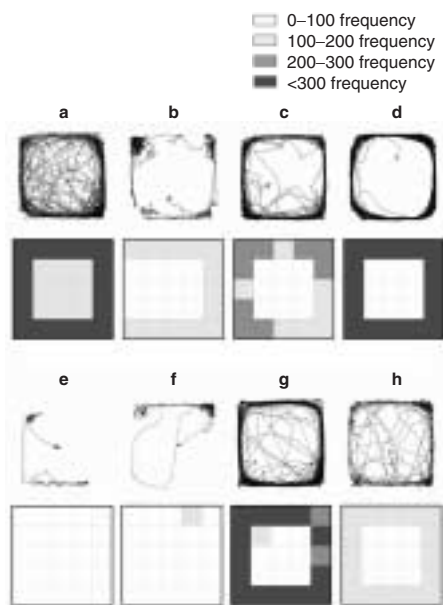 0–100 frequency
100–200 frequency
200–300 frequency
<300 frequency
a b c d
e f g h